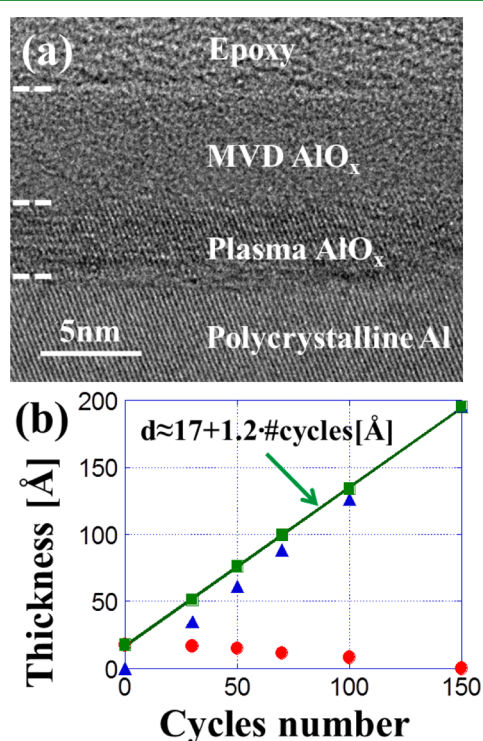 (a)
Epoxy
MVD AlOₓ
Plasma AlOₓ
5nm
Polycrystalline Al
(b)
200
150
100
50
0
d≈17+1.2·#cycles[Å]
Thickness [Å]
0 50 100 150
Cycles number